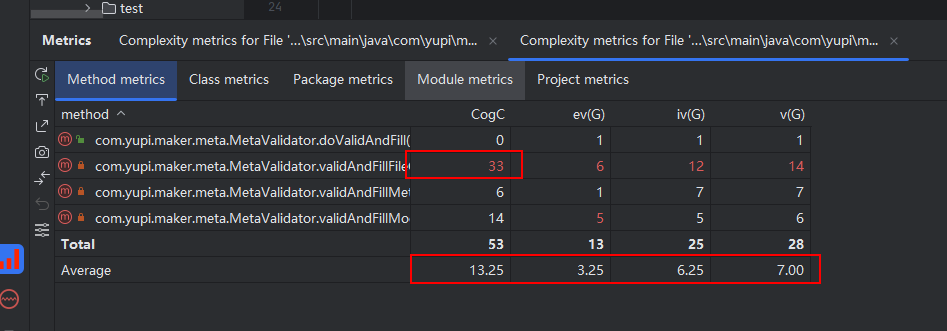 test
24
Metrics Complexity metrics for File '...\src\main\java\com\yupi\m... × Complexity metrics for File '...\src\main\java\com\yupi\m... ×
Method metrics Class metrics Package metrics Module metrics Project metrics
method CogC ev(G) iv(G) v(G)
com.yupi.maker.meta.MetaValidator.doValidAndFill( 0 1 1 1
com.yupi.maker.meta.MetaValidator.validAndFillFile 33 6 12 14
com.yupi.maker.meta.MetaValidator.validAndFillMet 6 1 7 7
com.yupi.maker.meta.MetaValidator.validAndFillMo 14 5 5 6
Total 53 13 25 28
Average 13.25 3.25 6.25 7.00